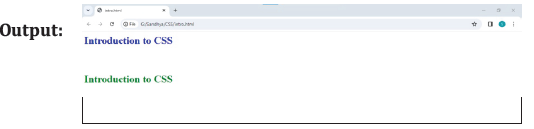 Output:
intro.html
File G:/Sandhya/CSS/intro.html
Introduction to CSS
Introduction to CSS